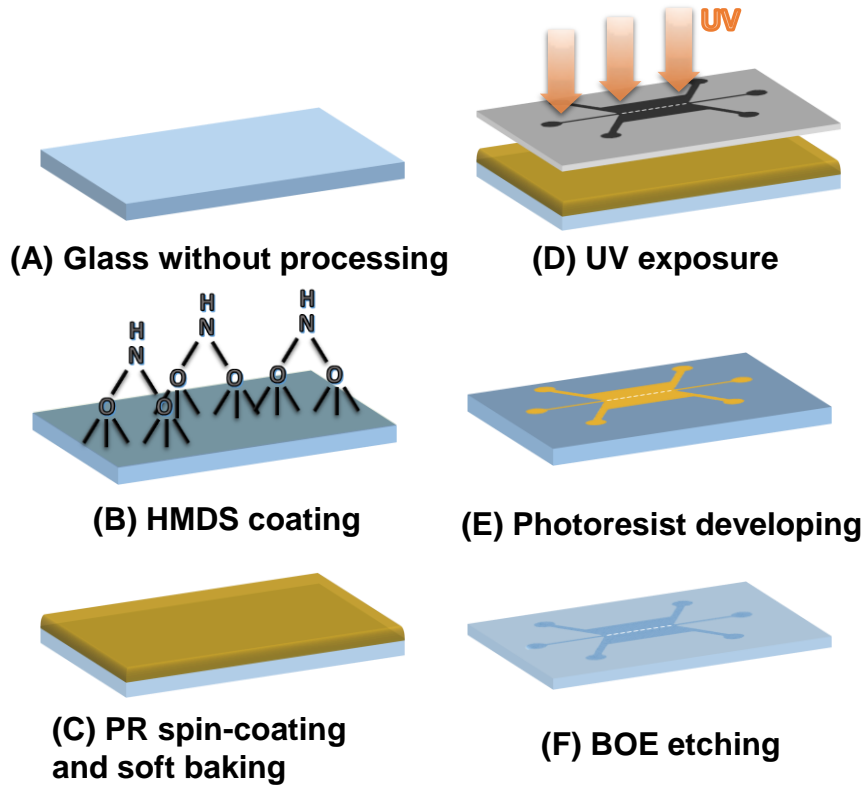 UV
(A) Glass without processing
(D) UV exposure
H H H
N N N
O O O O O O
(B) HMDS coating
(E) Photoresist developing
(C) PR spin-coating
and soft baking
(F) BOE etching